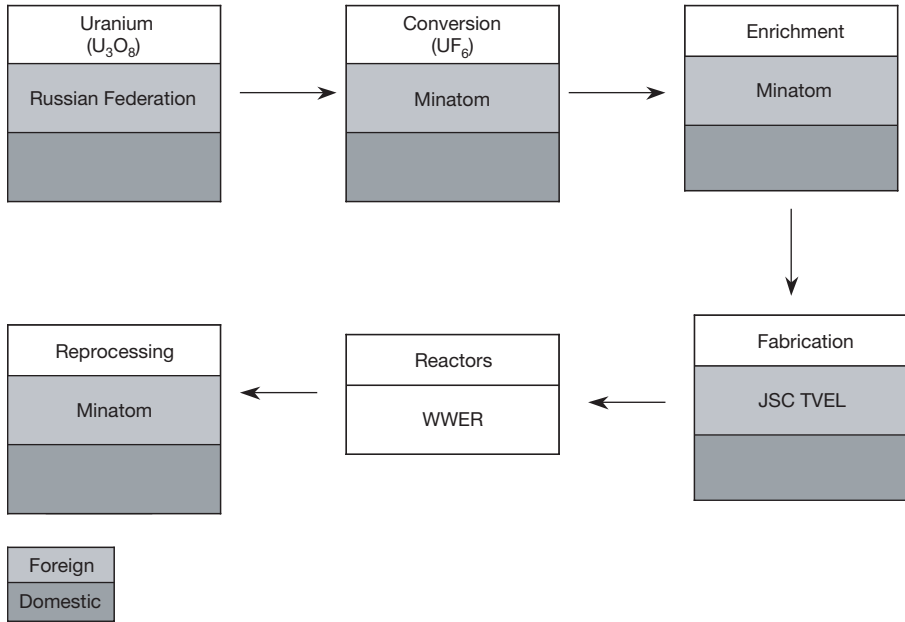 Uranium
(U₃O₈)
Russian Federation
Conversion
(UF₆)
Minatom
Enrichment
Minatom
Fabrication
JSC TVEL
Reactors
WWER
Reprocessing
Minatom
Foreign
Domestic